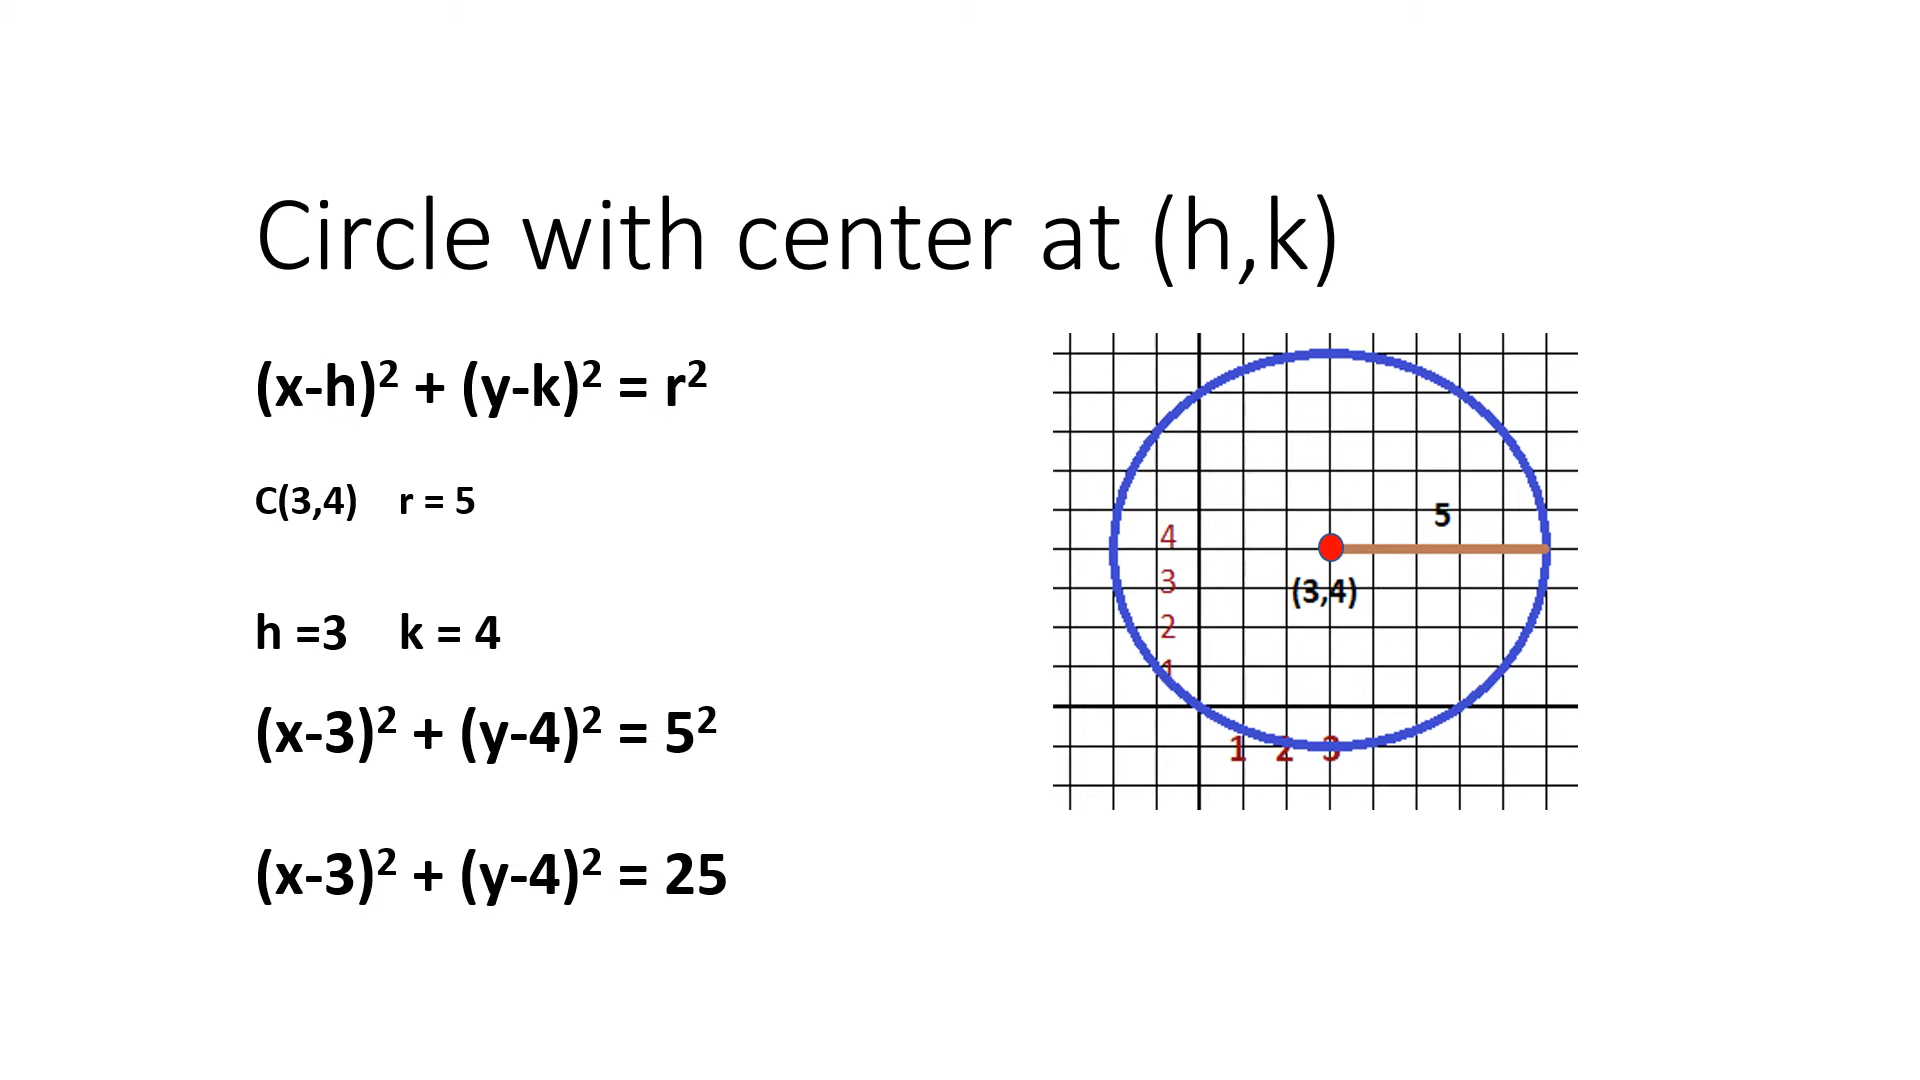 Circle with center at (h,k)
(x-h)² + (y-k)² = r²
C(3,4) r = 5
h =3 k = 4
(x-3)² + (y-4)² = 5²
(x-3)² + (y-4)² = 25
5
4
(3,4)
3
2
1
1 2 3